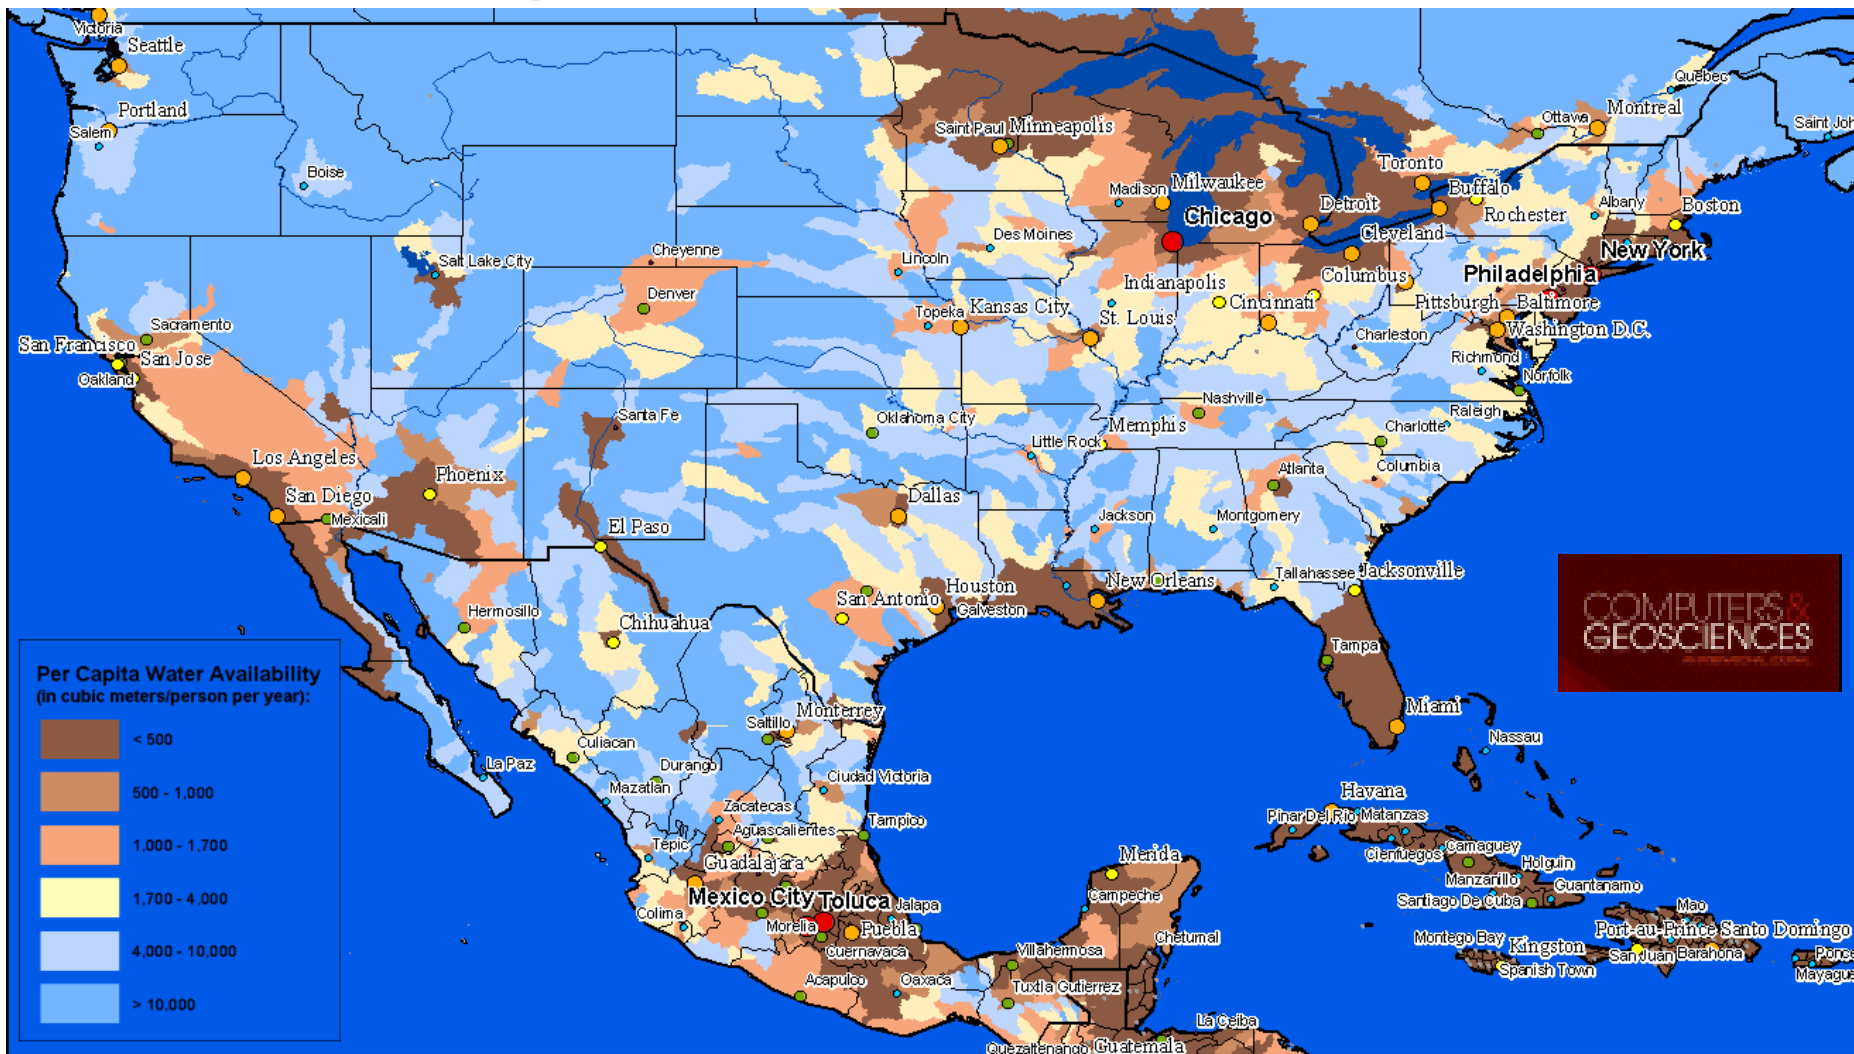 Victoria
Seattle
Quebec
Portland
Montreal
Ottawa
Saint Paul
Minneapolis
Salem
Saint Joh
Toronto
Boise
Madison
Milwaukee
Buffalo
Detroit
Rochester
Albany
Boston
Chicago
Cleveland
Des Moines
New York
Cheyenne
Salt Lake City
Lincoln
Indianapolis
Columbus
Philadelphia
Denver
Kansas City
Cincinnati
Pittsburgh
Baltimore
Topeka
Sacramento
St. Louis
Charleston
Washington D.C.
San Francisco
San Jose
Richmond
Oakland
Norfolk
Nashville
Santa Fe
Oklahoma City
Raleigh
Memphis
Little Rock
Charlotte
Los Angeles
Phoenix
Atlanta
Columbia
San Diego
Dallas
Mexicali
El Paso
Jackson
Montgomery
New Orleans
Tallahassee
Jacksonville
Houston
San Antonio
Galveston
Hermosillo
Chihuahua
COMPUTERS&
GEOSCIENCES
Tampa
Per Capita Water Availability
(in cubic meters/person per year):
< 500
500 - 1,000
1,000 - 1,700
1,700 - 4,000
4,000 - 10,000
> 10,000
Miami
Monterrey
Saltillo
Nassau
Culiacan
La Paz
Durango
Ciudad Victoria
Mazatlan
Havana
Zacatecas
Pinar Del Rio
Matanzas
Tampico
Aguascalientes
Tepic
Cienfuegos
Camaguey
Guadalajara
Merida
Holguin
Manzanillo
Guantanamo
Mexico City
Toluca
Campeche
Santiago De Cuba
Colima
Jalapa
Mao
Morelia
Puebla
Port-au-Prince
Santo Domingo
Chetumal
Montego Bay
Kingston
Cuernavaca
Villahermosa
San Juan
Barahona
Ponce
Spanish Town
Mayague
Acapulco
Oaxaca
Tuxtla Gutierrez
La Ceiba
Quezaltenango
Guatemala